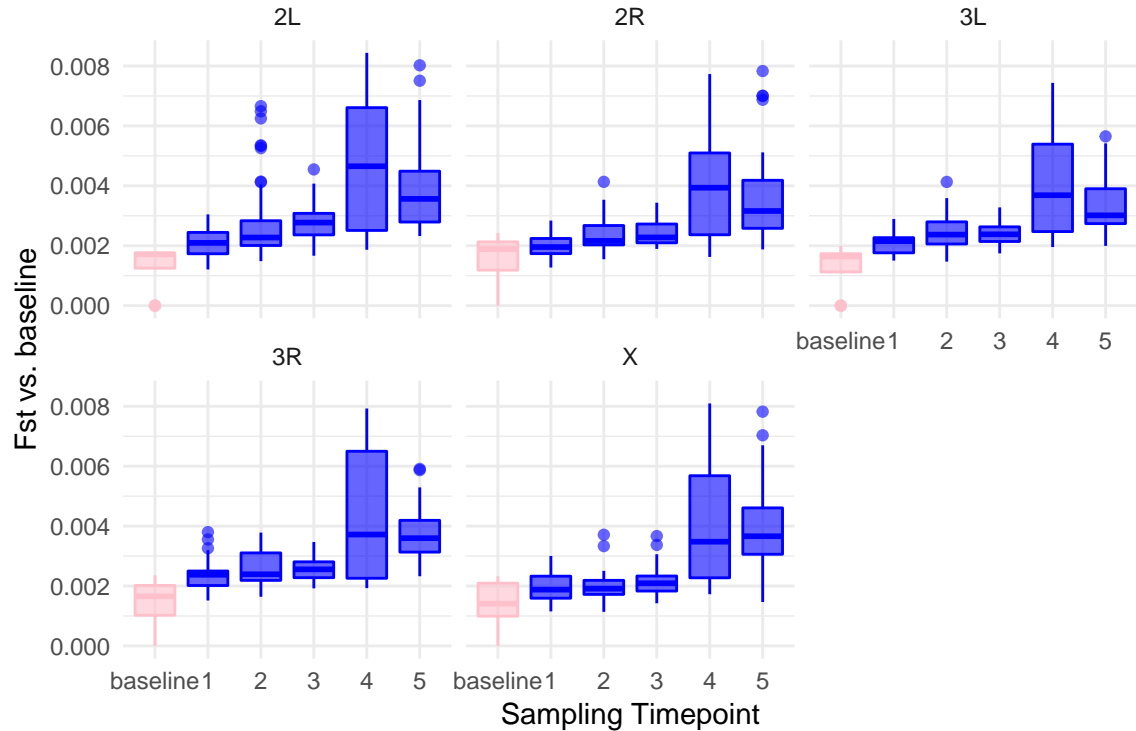 2L 2R 3L
0.008
0.006
0.004
0.002
0.000
baseline 1 2 3 4 5
3R X
0.008
0.006
0.004
0.002
0.000
baseline 1 2 3 4 5 baseline 1 2 3 4 5
Sampling Timepoint
Fst vs. baseline